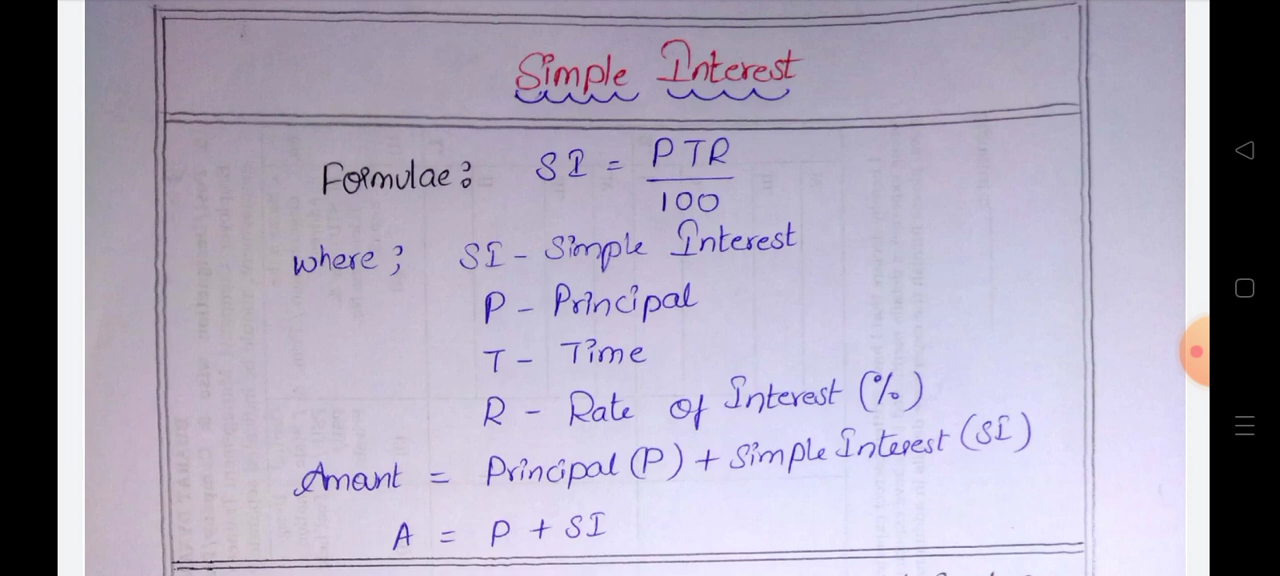 Simple Interest
Formulae: SI = PTR / 100
where; SI - Simple Interest
P - Principal
T - Time
R - Rate of Interest (%)
Amant = Principal (P) + Simple Interest (SI)
A = P + SI